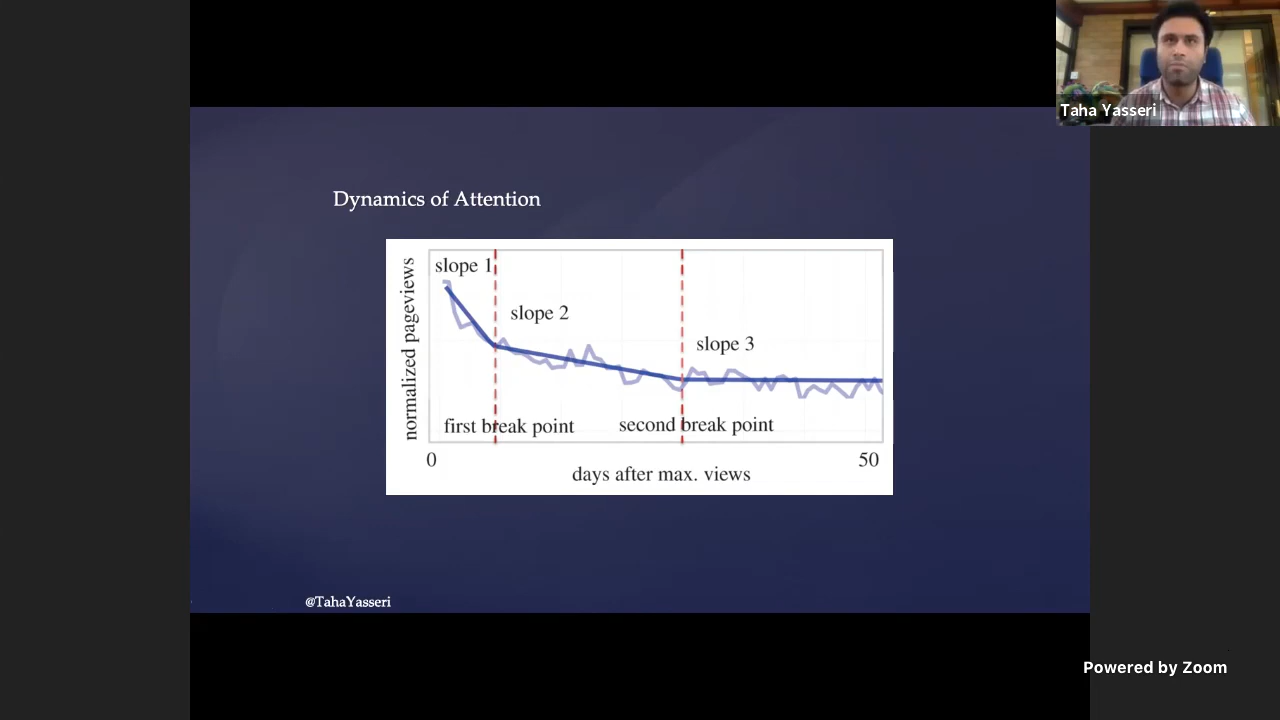 Taha Yasseri
Dynamics of Attention
slope 1
slope 2
slope 3
normalized pageviews
first break point
second break point
0
50
days after max. views
@TahaYasseri
Powered by Zoom